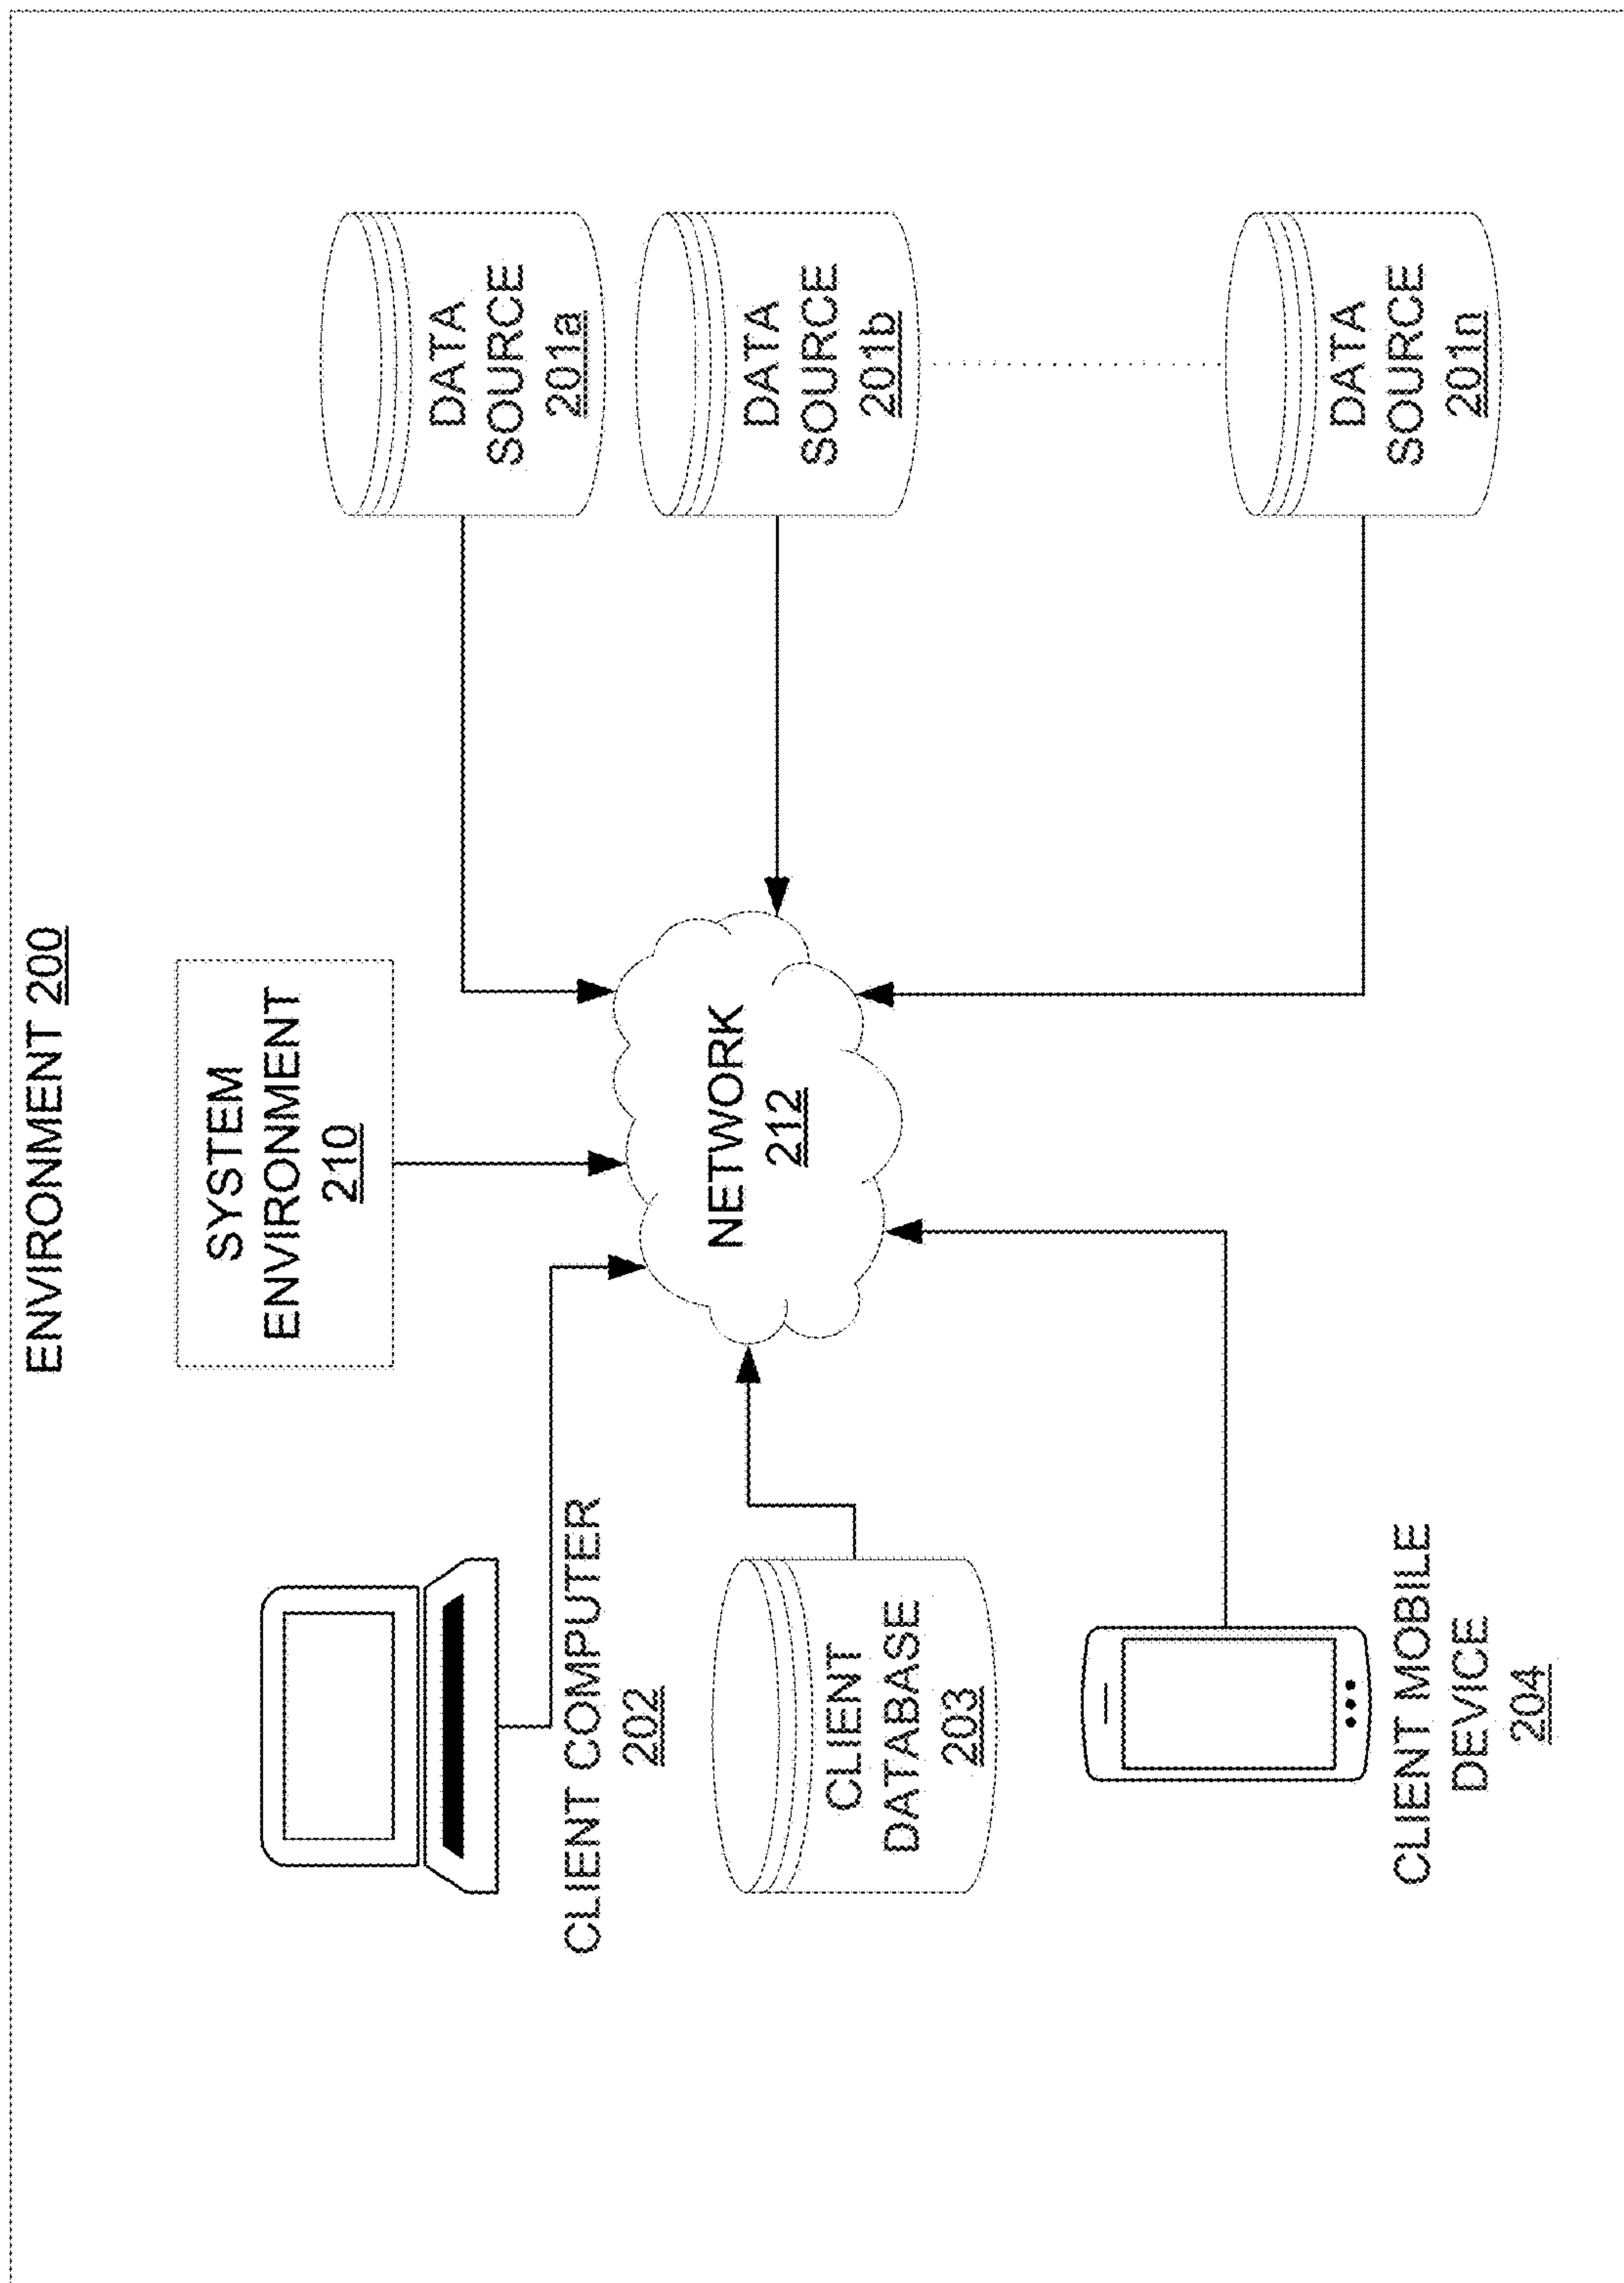 ENVIRONMENT 200
SYSTEM
ENVIRONMENT
210
CLIENT COMPUTER
202
CLIENT
DATABASE
203
CLIENT MOBILE
DEVICE
204
NETWORK
212
DATA
SOURCE
201a
DATA
SOURCE
201b
DATA
SOURCE
201n